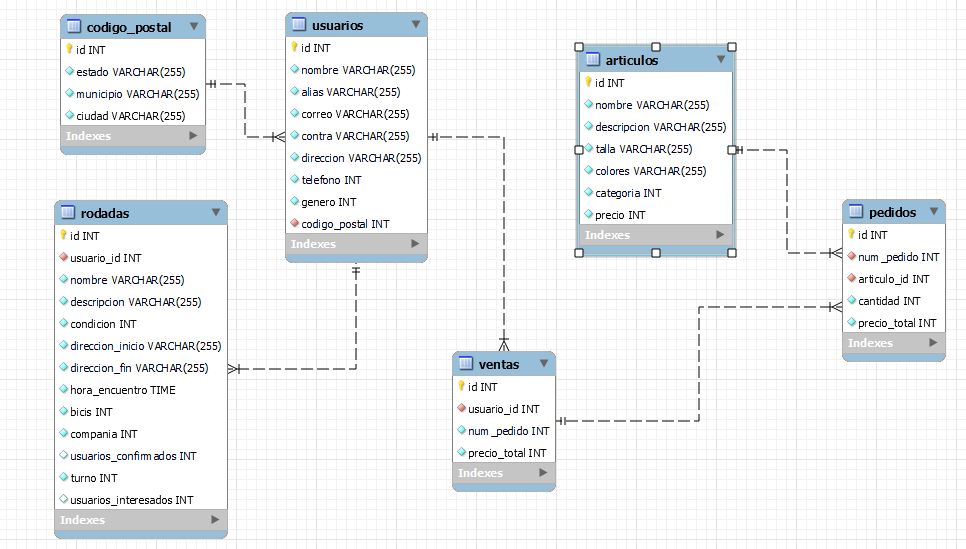 codigo_postal
id INT
estado VARCHAR(255)
municipio VARCHAR(255)
ciudad VARCHAR(255)
Indexes
usuarios
id INT
nombre VARCHAR(255)
alias VARCHAR(255)
correo VARCHAR(255)
contra VARCHAR(255)
direccion VARCHAR(255)
telefono INT
genero INT
codigo_postal INT
Indexes
articulos
id INT
nombre VARCHAR(255)
descripcion VARCHAR(255)
talla VARCHAR(255)
colores VARCHAR(255)
categoria INT
precio INT
Indexes
rodadas
id INT
usuario_id INT
nombre VARCHAR(255)
descripcion VARCHAR(255)
condicion INT
direccion_inicio VARCHAR(255)
direccion_fin VARCHAR(255)
hora_encuentro TIME
bicis INT
compania INT
usuarios_confirmados INT
turno INT
usuarios_interesados INT
Indexes
pedidos
id INT
num_pedido INT
articulo_id INT
cantidad INT
precio_total INT
Indexes
ventas
id INT
usuario_id INT
num_pedido INT
precio_total INT
Indexes